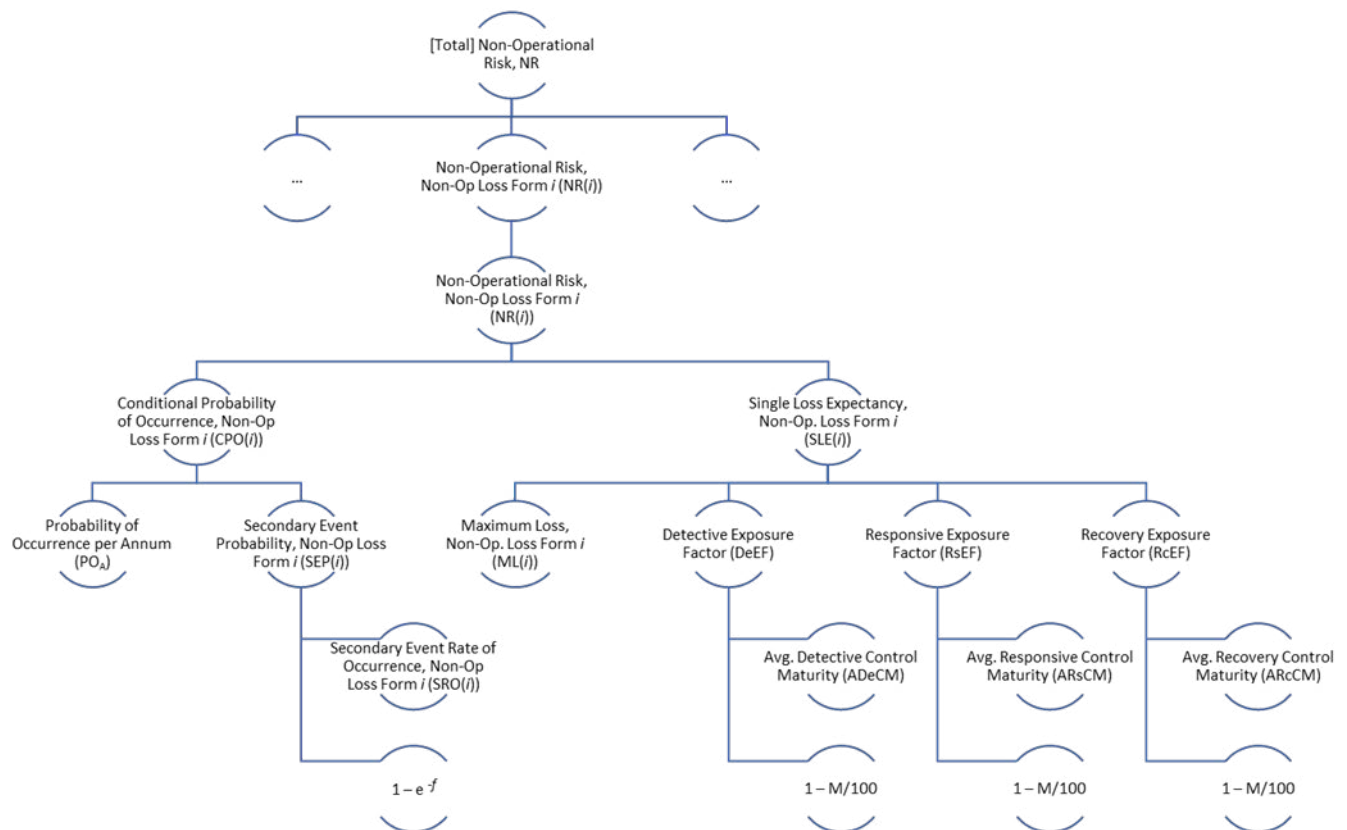 [Total] Non-Operational
Risk, NR
...
Non-Operational Risk,
Non-Op Loss Form i (NR(i))
...
Non-Operational Risk,
Non-Op Loss Form i
(NR(i))
Conditional Probability
of Occurrence, Non-Op
Loss Form i (CPO(i))
Single Loss Expectancy,
Non-Op. Loss Form i
(SLE(i))
Probability of
Occurrence per Annum
(POA)
Secondary Event
Probability, Non-Op Loss
Form i (SEP(i))
Maximum Loss,
Non-Op. Loss Form i
(ML(i))
Detective Exposure
Factor (DeEF)
Responsive Exposure
Factor (RsEF)
Recovery Exposure
Factor (RcEF)
Secondary Event Rate of
Occurrence, Non-Op
Loss Form i (SRO(i))
Avg. Detective Control
Maturity (ADeCM)
Avg. Responsive Control
Maturity (ARsCM)
Avg. Recovery Control
Maturity (ARcCM)
1 – e -f
1 – M/100
1 – M/100
1 – M/100